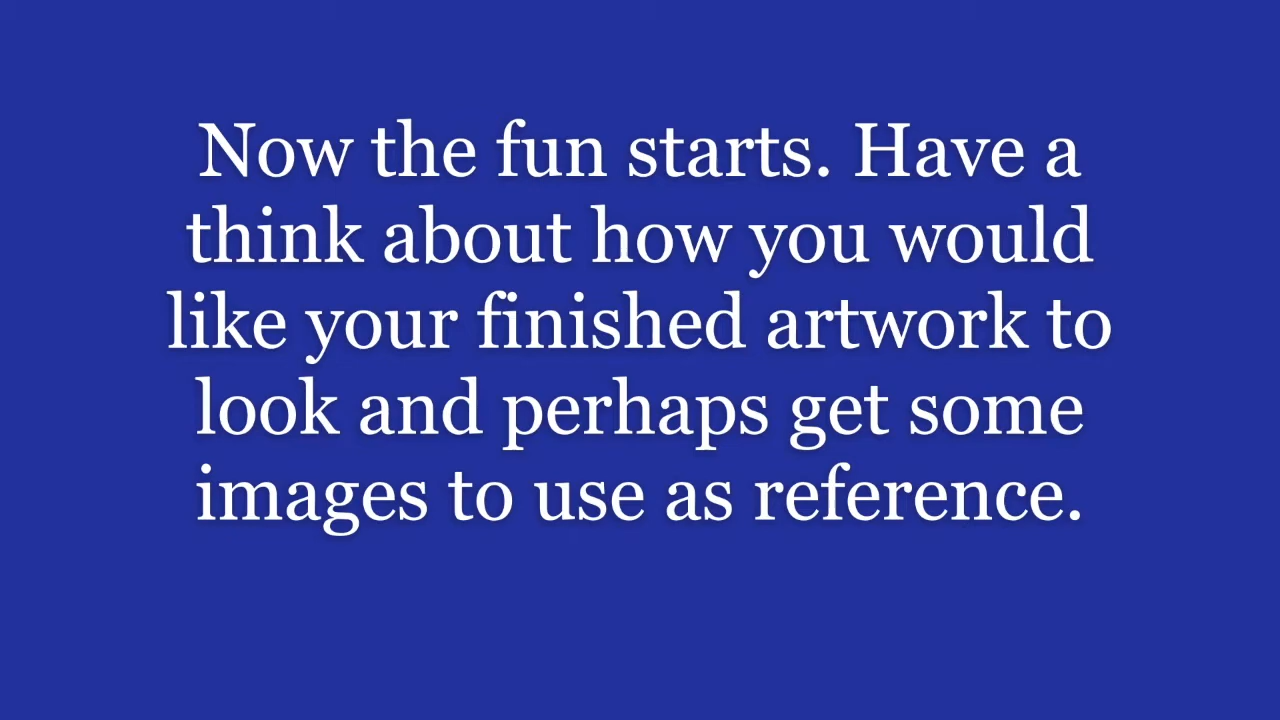 Now the fun starts. Have a
think about how you would
like your finished artwork to
look and perhaps get some
images to use as reference.